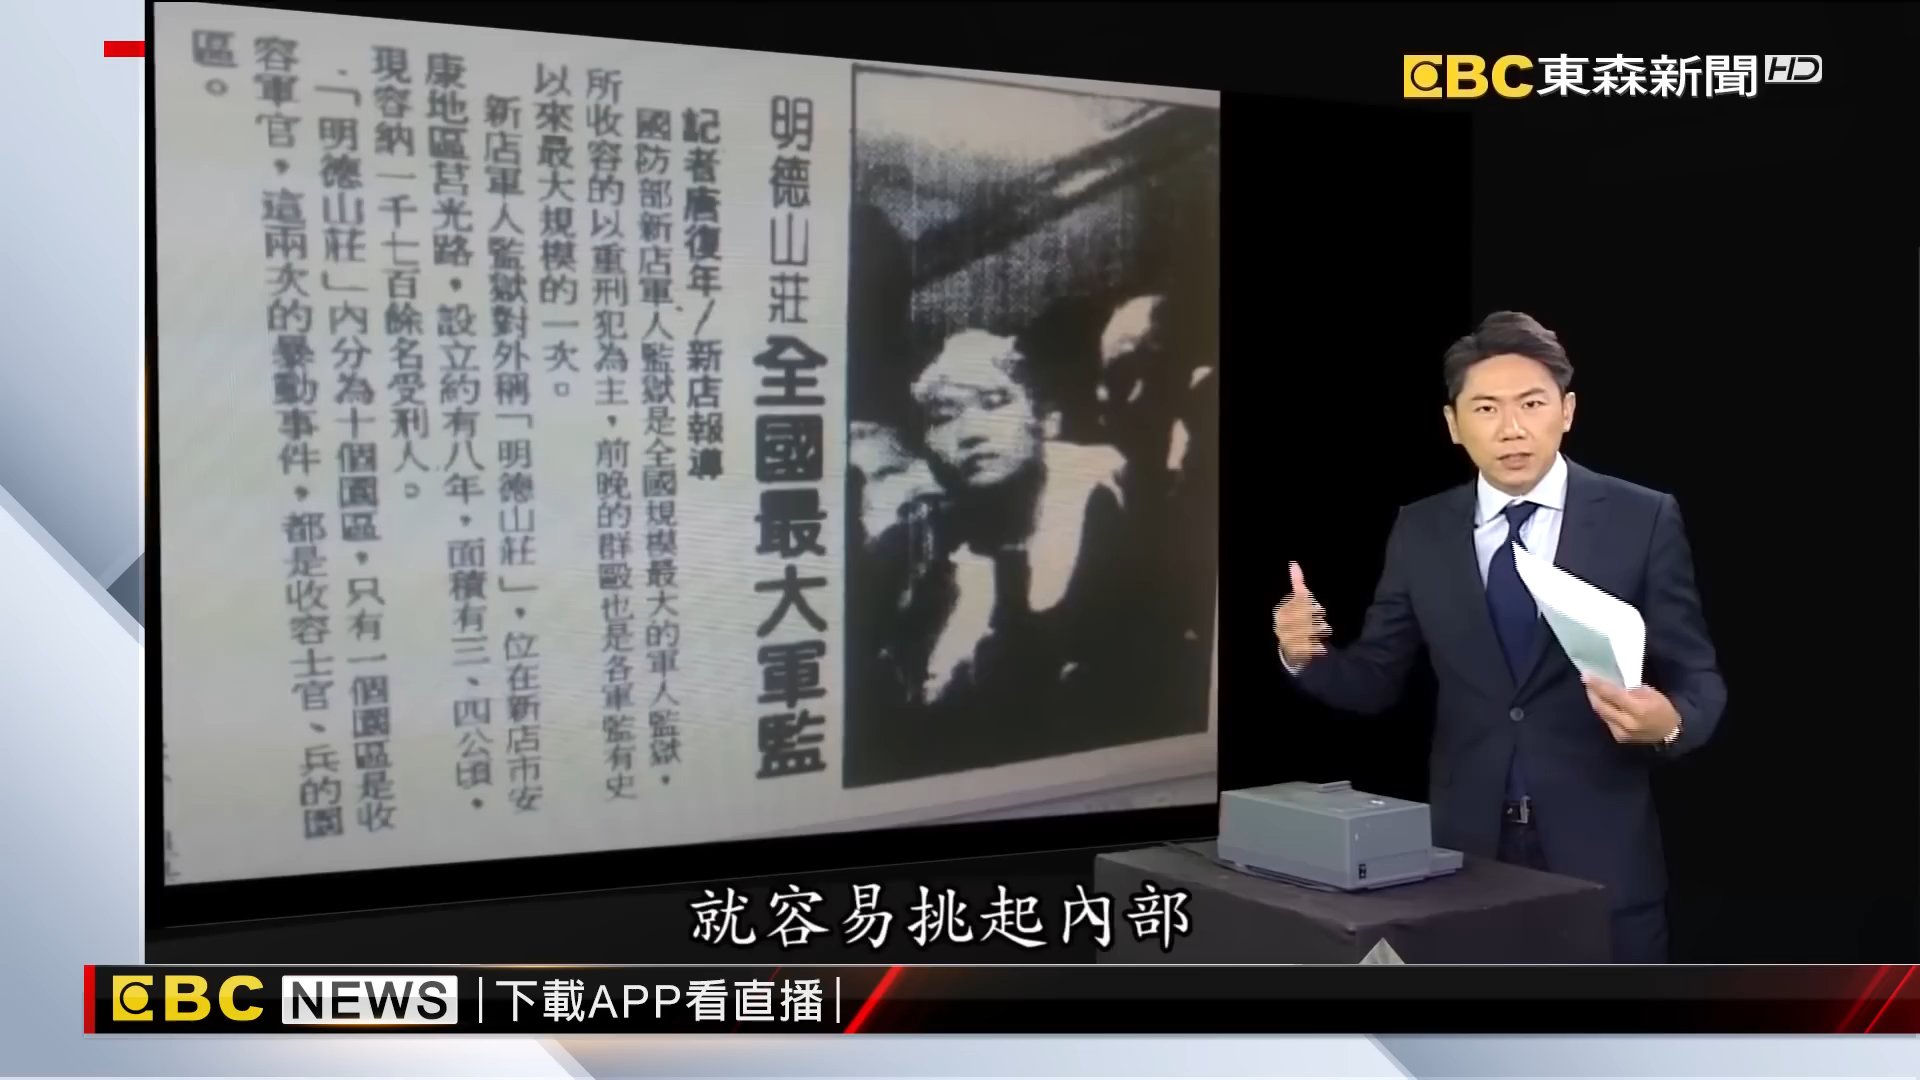 EBC東森新聞HD
明德山莊 全國最大軍監
記者唐復年/新店報導
國防部新店軍人監獄是全國規模最大的軍人監獄,
所收容的以重刑犯為主,前晚的群毆也是各軍監有史
以來最大規模的一次。
新店軍人監獄對外稱「明德山莊」,位在新店市安
康地區莒光路,設立約有八年,面積有三、四公頃,
現容納一千七百餘名受刑人。
「明德山莊」內分為十個園區,只有一個園區是收
容軍官,這兩次的暴動事件,都是收容士官、兵的園
區。
就容易挑起內部
EBC NEWS|下載APP看直播|